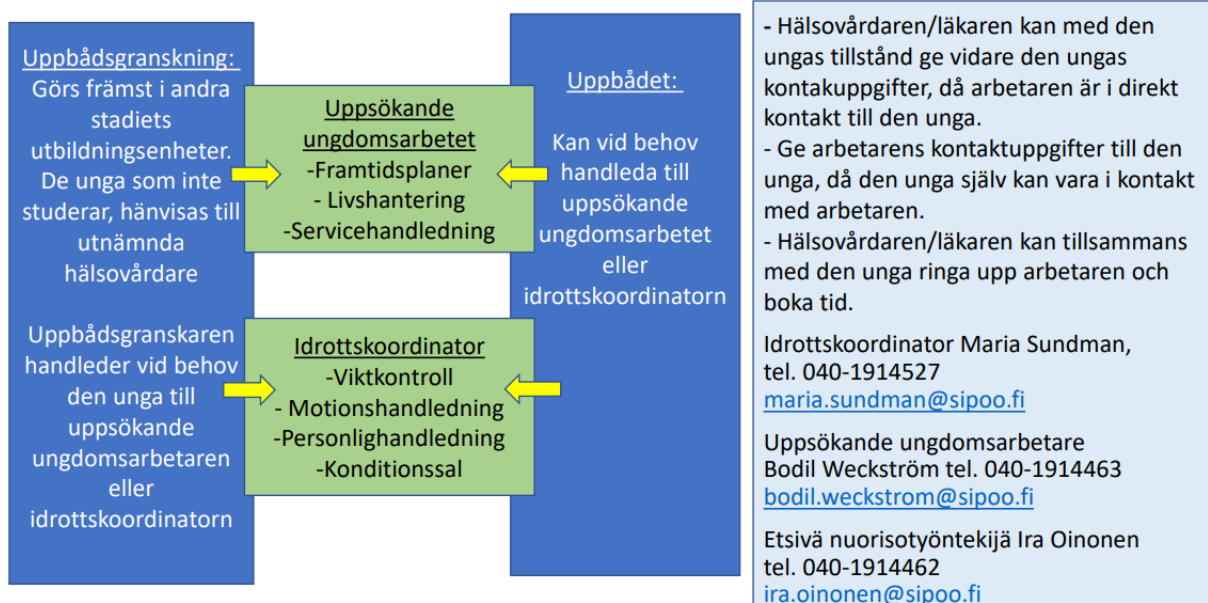 Uppbådsgranskning:
Görs främst i andra
stadiets
utbildningsenheter.
De unga som inte
studerar, hänvisas till
utnämnda
hälsovårdare
Uppbådsgranskaren
handleder vid behov
den unga till
uppsökande
ungdomsarbetaren
eller
idrottskoordinatorn
Uppsökande
ungdomsarbetet
-Framtidsplaner
- Livshantering
-Servicehandledning
Idrottskoordinator
-Viktkontroll
- Motionshandledning
-Personlighandledning
-Konditionssal
Uppbådet:
Kan vid behov
handleda till
uppsökande
ungdomsarbetet
eller
idrottskoordinatorn
- Hälsovårdaren/läkaren kan med den
ungas tillstånd ge vidare den ungas
kontakuppgifter, då arbetaren är i direkt
kontakt till den unga.
- Ge arbetarens kontaktuppgifter till den
unga, då den unga själv kan vara i kontakt
med arbetaren.
- Hälsovårdaren/läkaren kan tillsammans
med den unga ringa upp arbetaren och
boka tid.
Idrottskoordinator Maria Sundman,
tel. 040-1914527
maria.sundman@sipoo.fi
Uppsökande ungdomsarbetare
Bodil Weckström tel. 040-1914463
bodil.weckstrom@sipoo.fi
Etsivä nuorisotyöntekijä Ira Oinonen
tel. 040-1914462
ira.oinonen@sipoo.fi